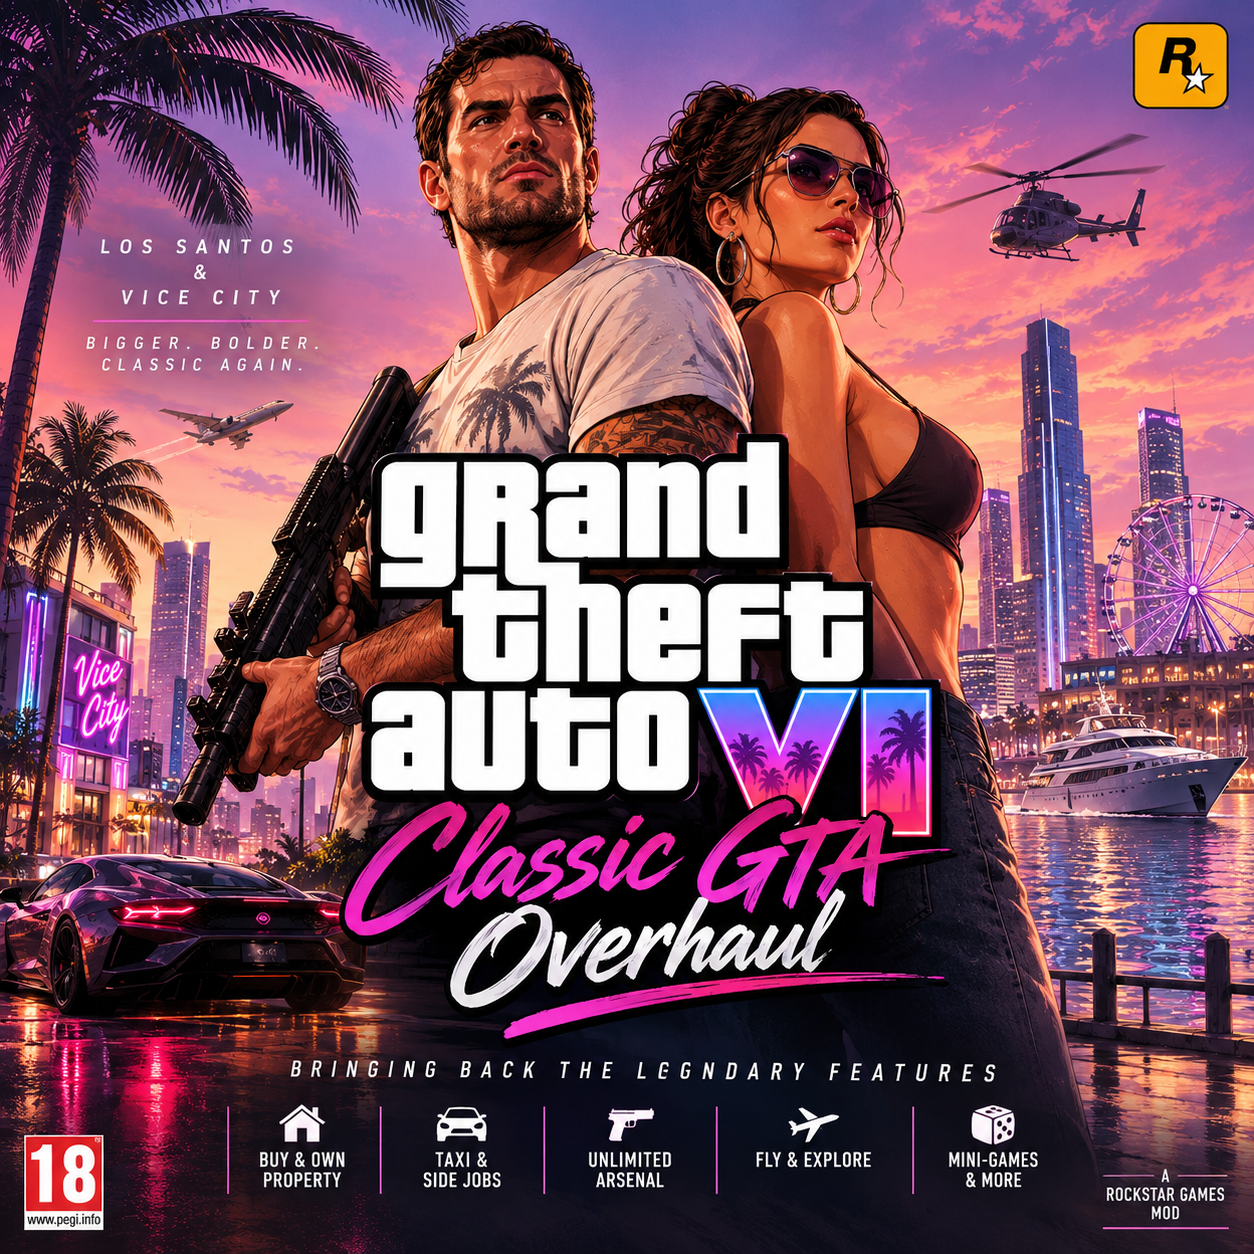 R
LOS SANTOS
&
VICE CITY
BIGGER. BOLDER.
CLASSIC AGAIN.
Vice
City
grand
theft
auto VI
Classic GTA
Overhaul
BRINGING BACK THE LGGNDARY FEATURES
BUY & OWN
PROPERTY
TAXI &
SIDE JOBS
UNLIMITED
ARSENAL
FLY & EXPLORE
MINI-GAMES
& MORE
18
www.pegi.info
A
ROCKSTAR GAMES
MOD